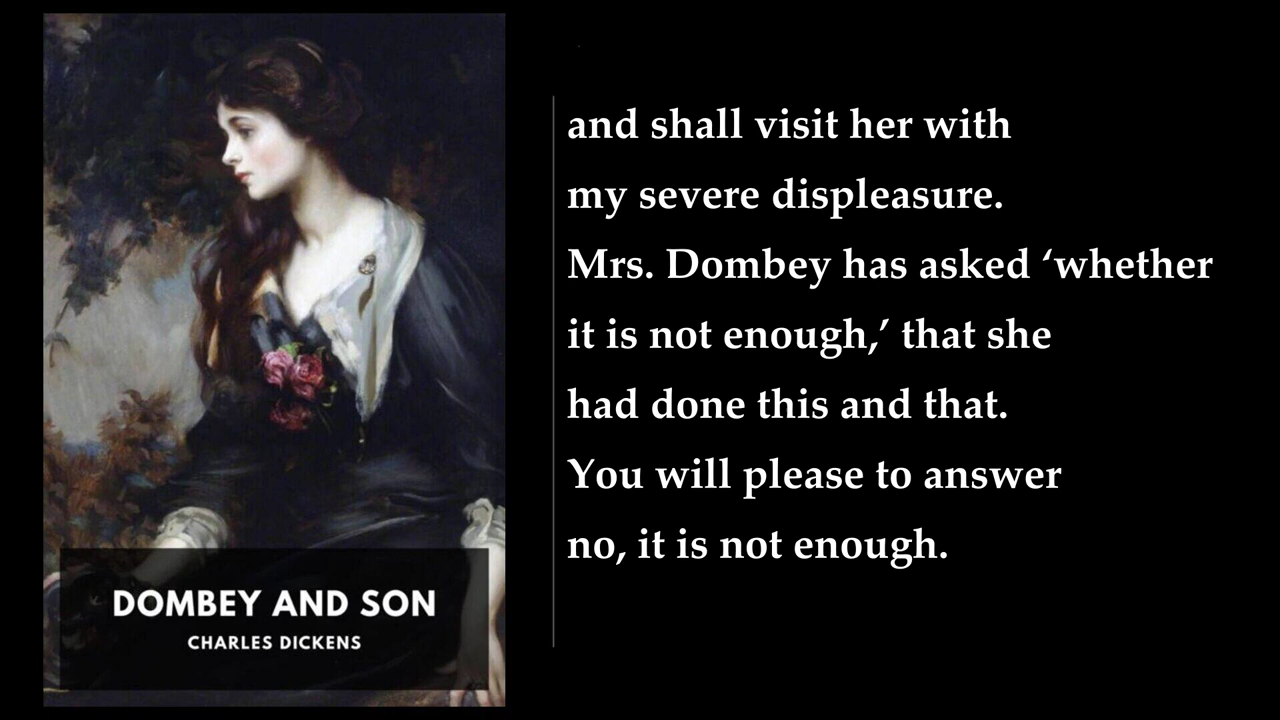 DOMBEY AND SON
CHARLES DICKENS
and shall visit her with
my severe displeasure.
Mrs. Dombey has asked ‘whether
it is not enough,’ that she
had done this and that.
You will please to answer
no, it is not enough.